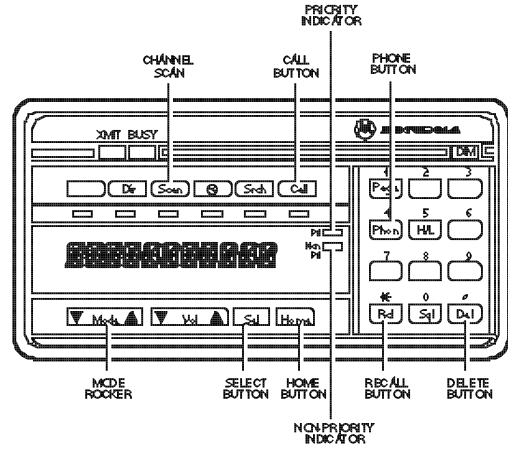 PRIORITY
INDICATOR
CHANNEL
SCAN
CALL
BUTTON
PHONE
BUTTON
XMIT BUSY
MOTOROLA
DIM
Dir Scan Srch Call
1 2 3
Page
Pri
Non
Pri
4 5 6
Phon H/L
7 8 9
Mode Vol Sel Home
* 0
Rcl Sql Del
MODE
ROCKER
SELECT
BUTTON
HOME
BUTTON
RECALL
BUTTON
DELETE
BUTTON
NON-PRIORITY
INDICATOR